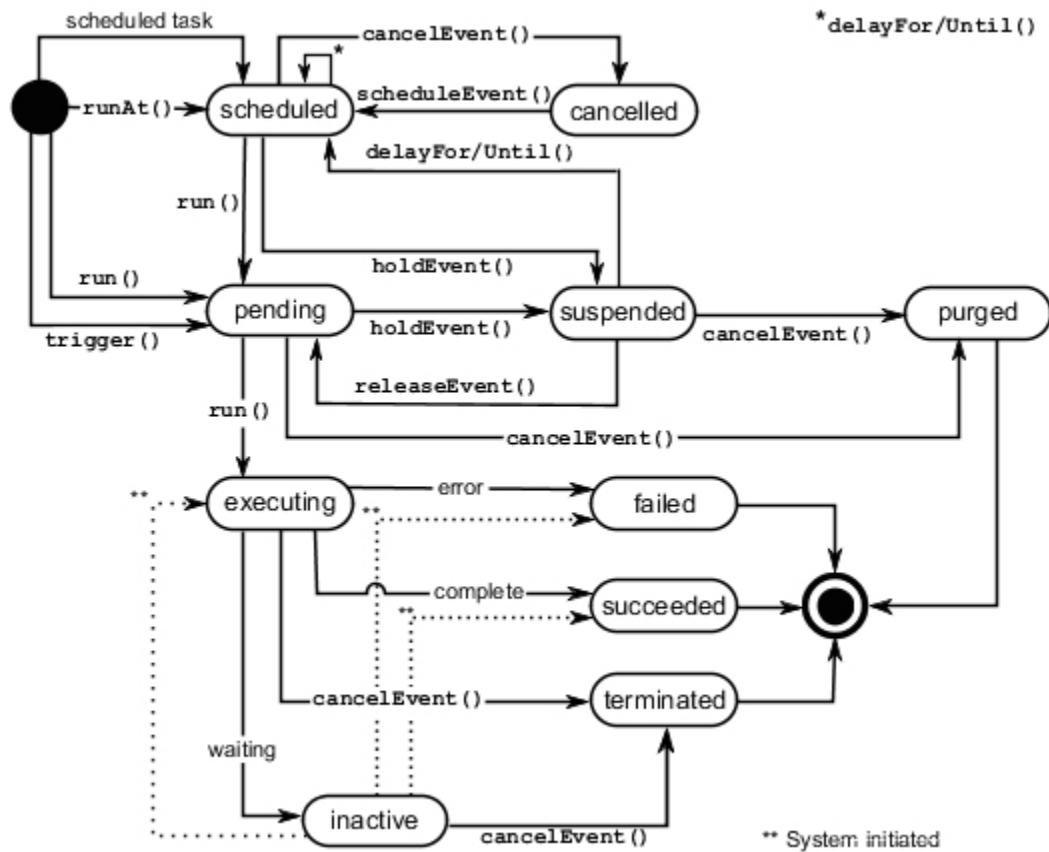 scheduled task
cancelEvent()
*delayFor/Until()
*
runAt()
scheduled
scheduleEvent()
cancelled
delayFor/Until()
run()
holdEvent()
run()
pending
holdEvent()
suspended
cancelEvent()
purged
trigger()
releaseEvent()
run()
cancelEvent()
**
executing
error
**
failed
complete
succeeded
**
cancelEvent()
terminated
waiting
inactive
cancelEvent()
** System initiated